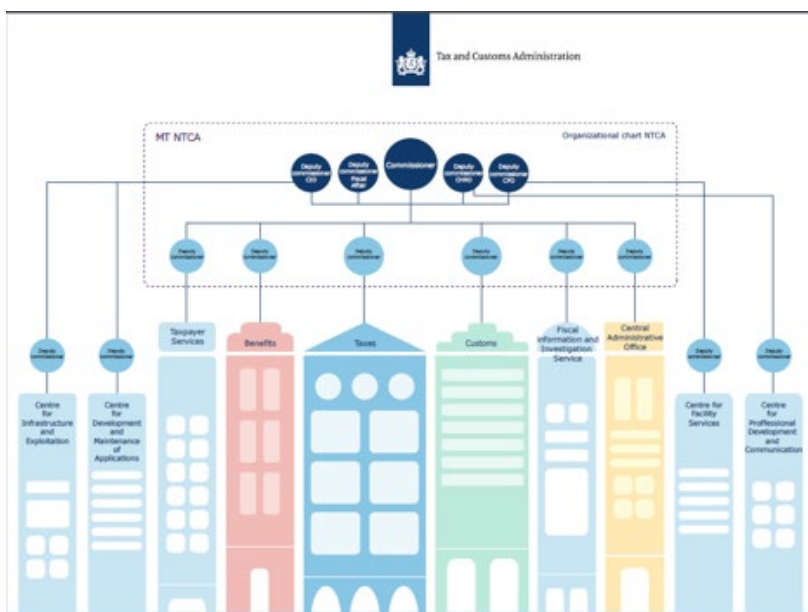 Tax and Customs Administration
MT NTCA
Organizational chart NTCA
Deputy
commissioner
CIO
Deputy
commissioner
Fiscal
Affair
Commissioner
Deputy
commissioner
CHRO
Deputy
commissioner
CFO
Deputy
commissioner
Deputy
commissioner
Deputy
commissioner
Deputy
commissioner
Deputy
commissioner
Deputy
commissioner
Taxpayer
Services
Benefits
Taxes
Customs
Fiscal
Information and
Investigation
Service
Central
Administrative
Office
Deputy
commissioner
Deputy
commissioner
Deputy
commissioner
Deputy
commissioner
Centre
for
Infrastructure
and
Exploitation
Centre
for
Development
and
Maintenance
of
Applications
Centre for
Facility
Services
Centre
for
Professional
Development
and
Communication